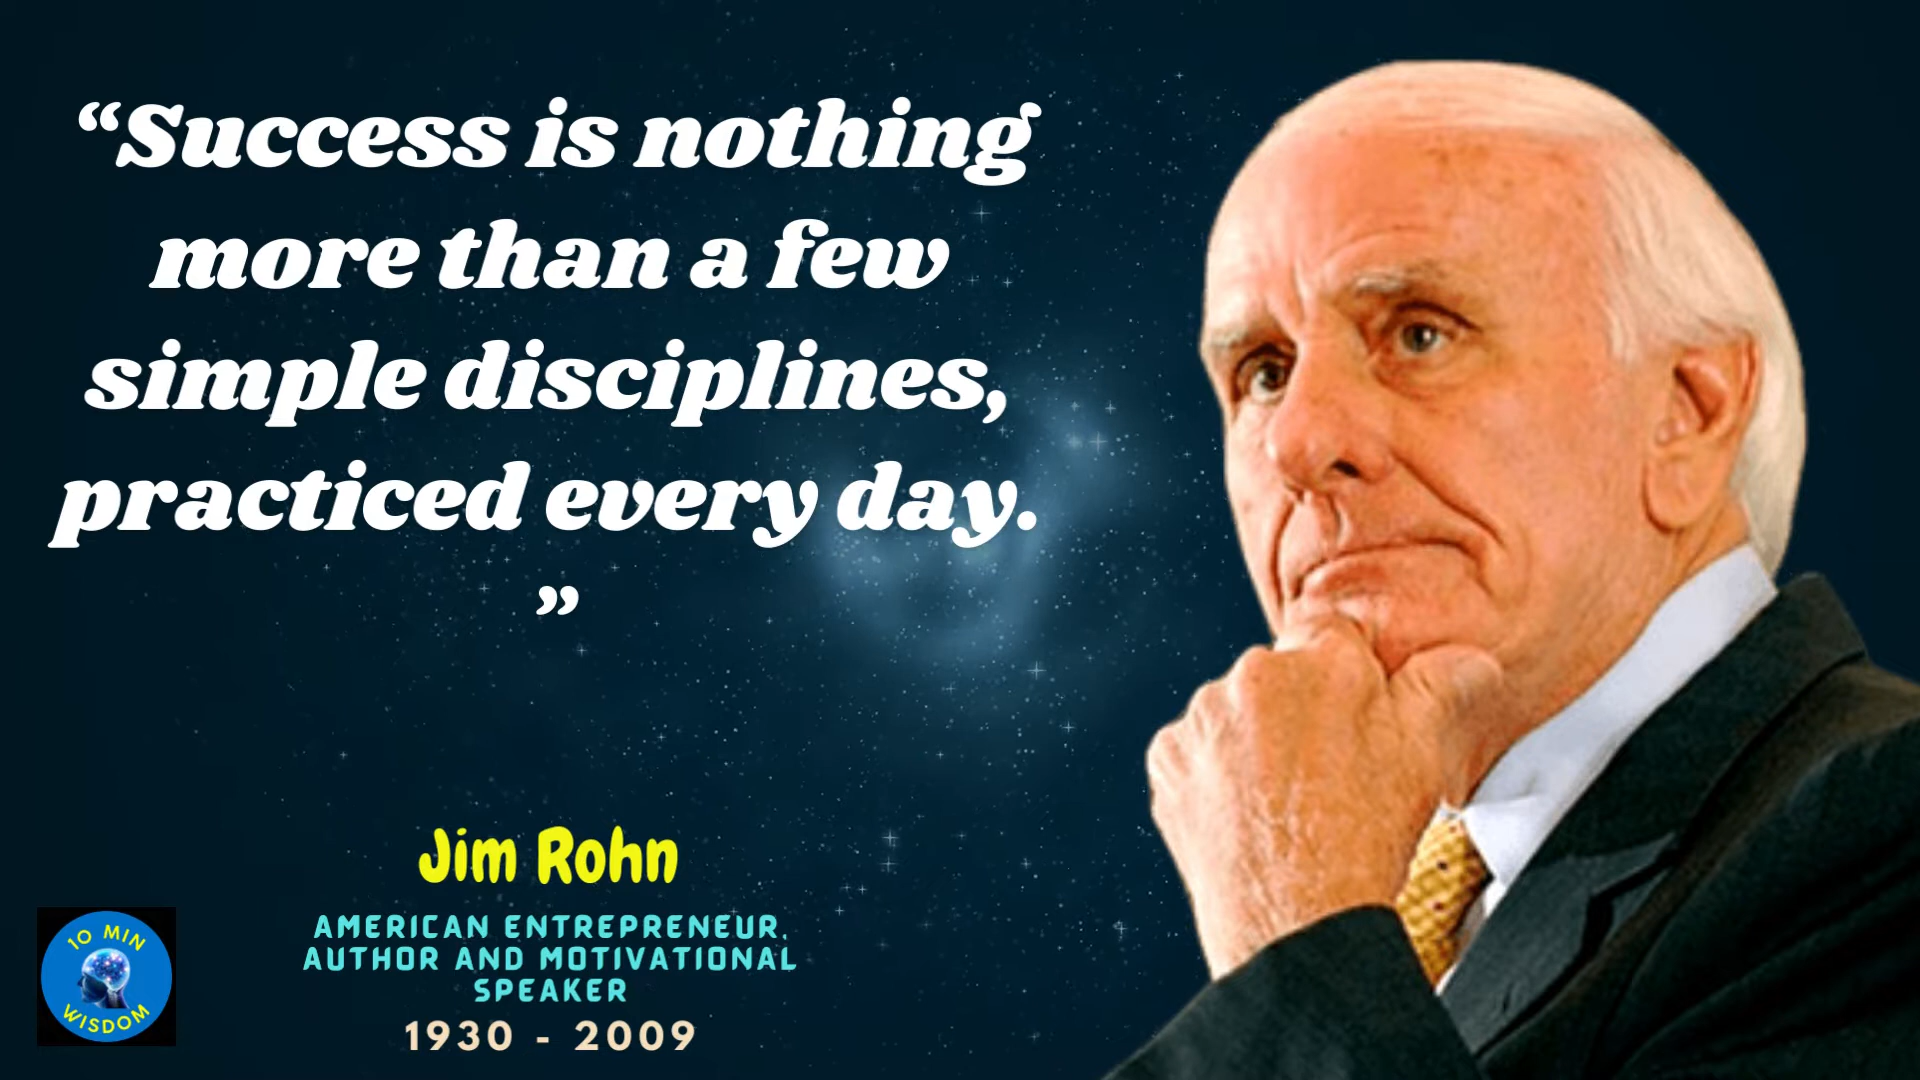 “Success is nothing
more than a few
simple disciplines,
practiced every day.
”
Jim Rohn
AMERICAN ENTREPRENEUR,
AUTHOR AND MOTIVATIONAL
SPEAKER
1930 - 2009
10 MIN
WISDOM